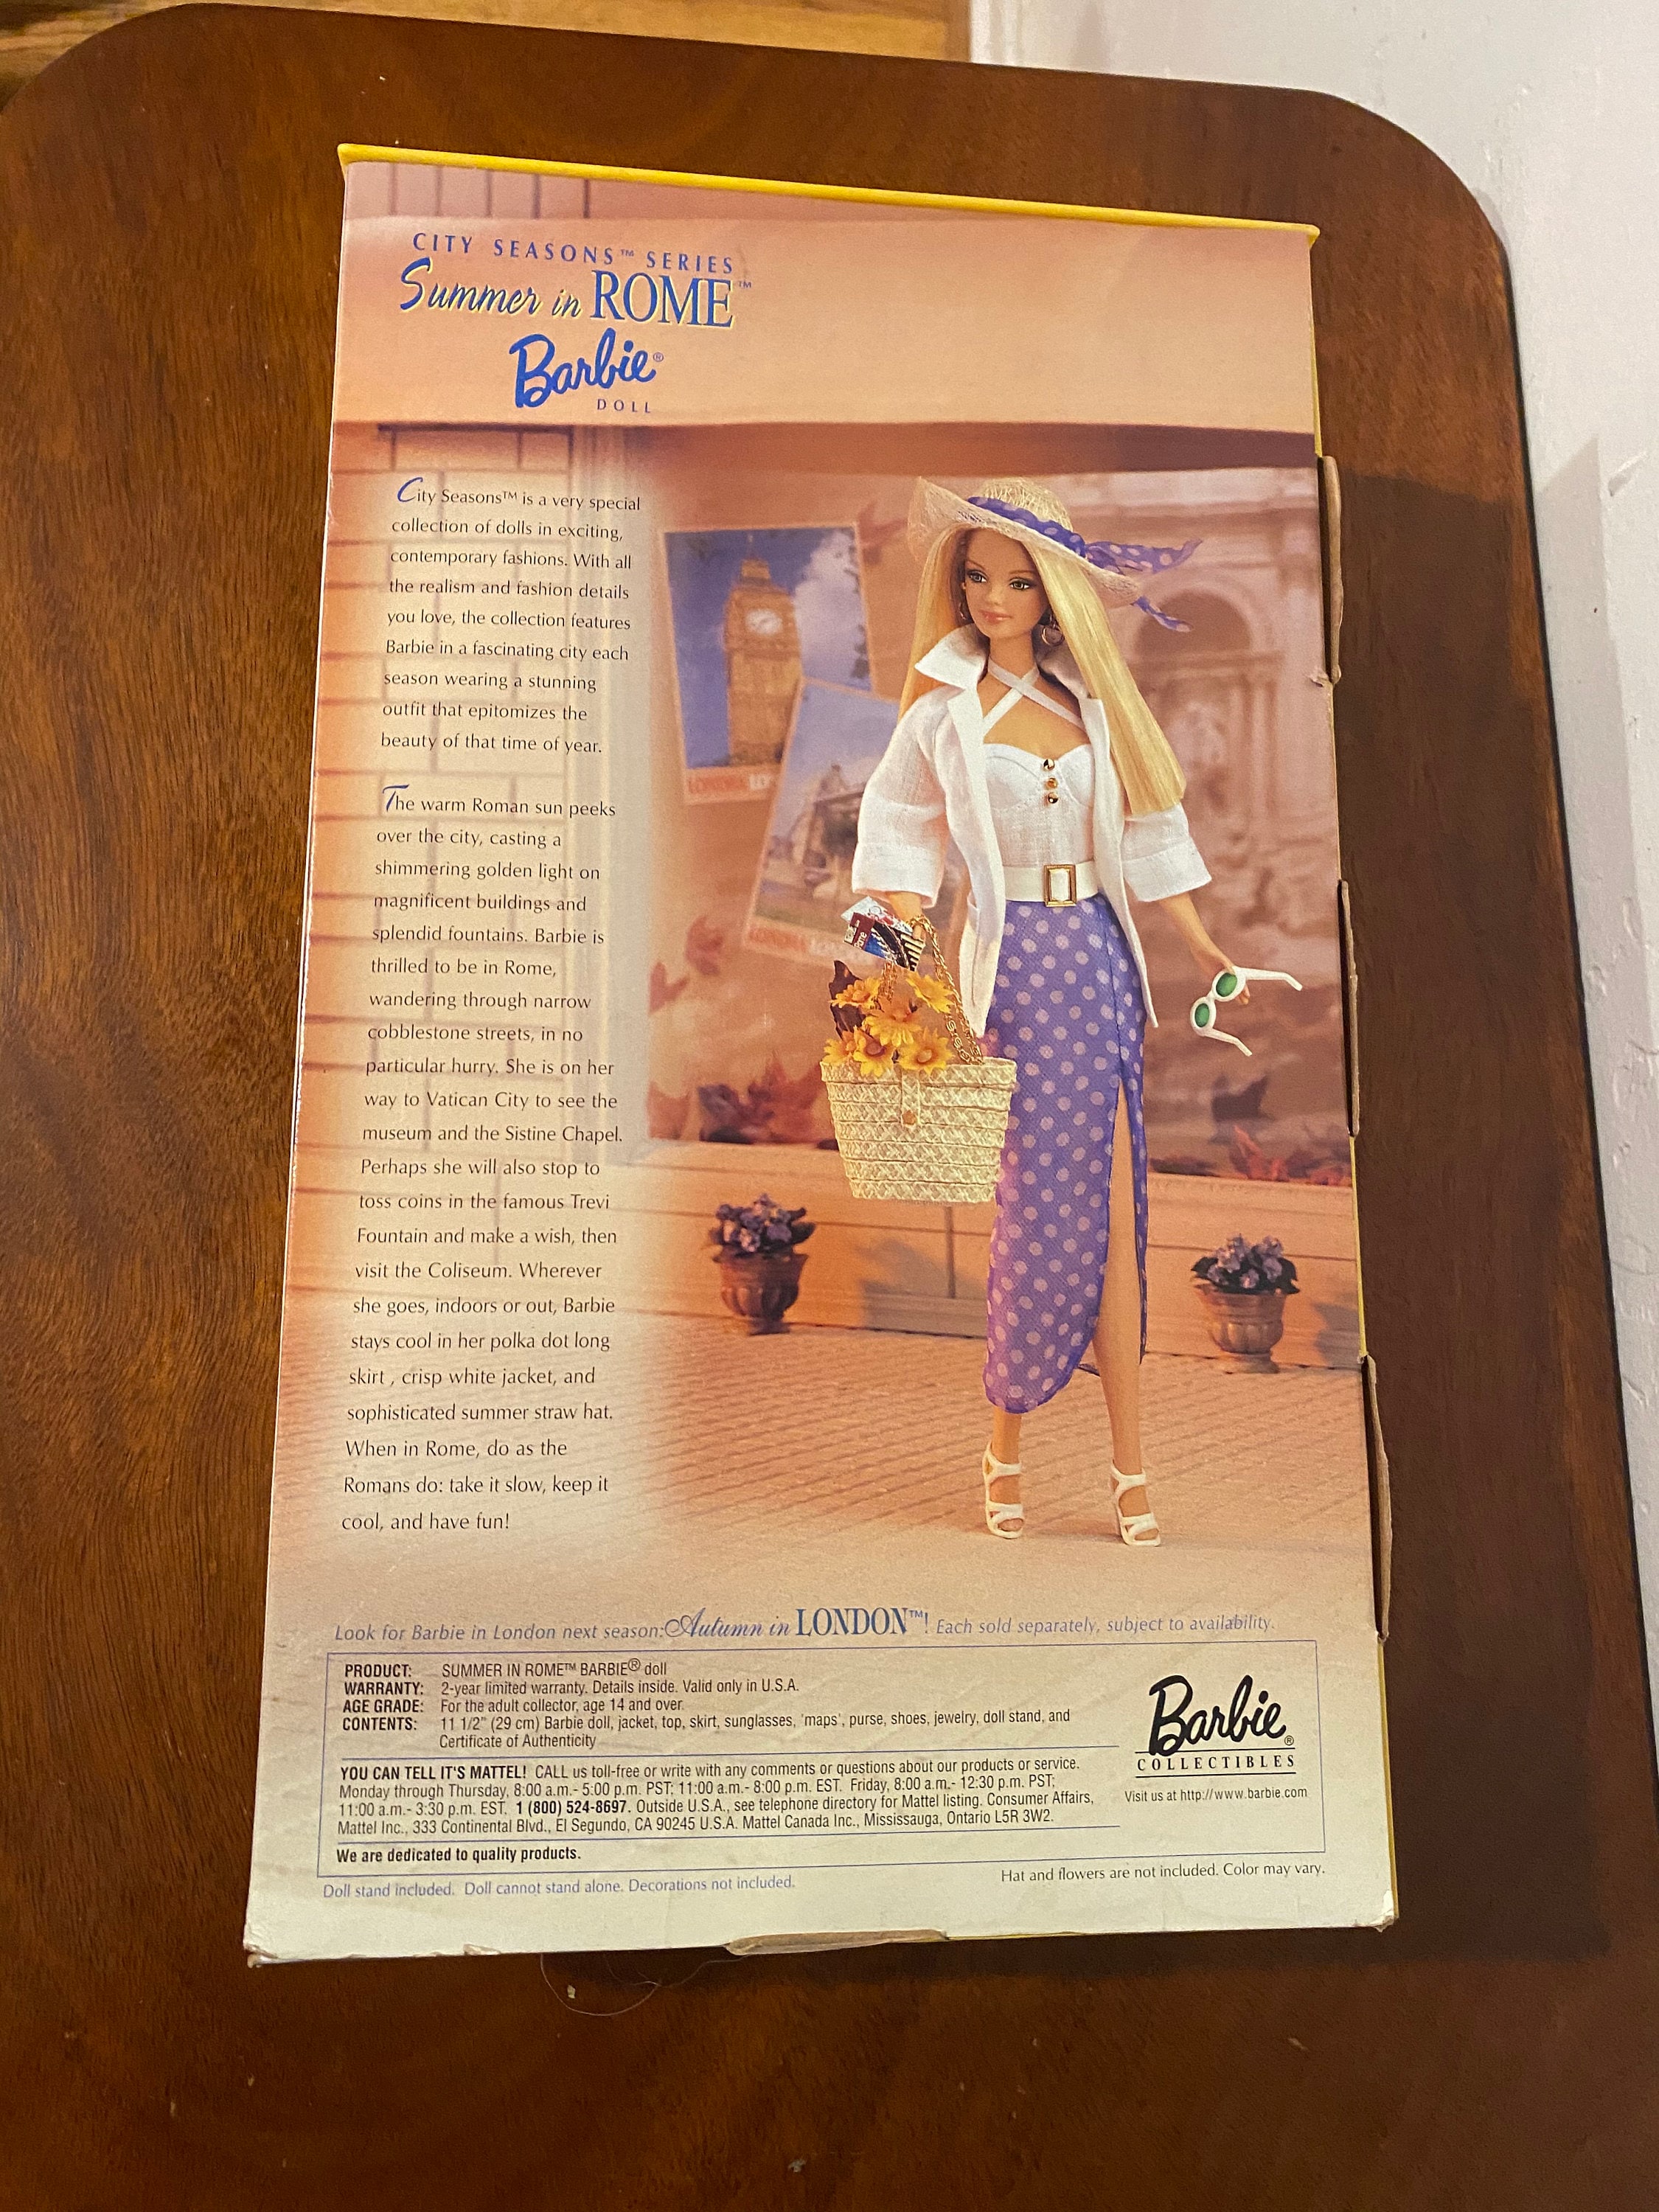 CITY SEASONS™ SERIES
Summer in ROME™
Barbie®
DOLL
City Seasons™ is a very special
collection of dolls in exciting,
contemporary fashions. With all
the realism and fashion details
you love, the collection features
Barbie in a fascinating city each
season wearing a stunning
outfit that epitomizes the
beauty of that time of year.
The warm Roman sun peeks
over the city, casting a
shimmering golden light on
magnificent buildings and
splendid fountains. Barbie is
thrilled to be in Rome,
wandering through narrow
cobblestone streets, in no
particular hurry. She is on her
way to Vatican City to see the
museum and the Sistine Chapel.
Perhaps she will also stop to
toss coins in the famous Trevi
Fountain and make a wish, then
visit the Coliseum. Wherever
she goes, indoors or out, Barbie
stays cool in her polka dot long
skirt , crisp white jacket, and
sophisticated summer straw hat.
When in Rome, do as the
Romans do: take it slow, keep it
cool, and have fun!
LONDON
Look for Barbie in London next season: Autumn in LONDON™! Each sold separately, subject to availability.
PRODUCT: SUMMER IN ROME™ BARBIE® doll
WARRANTY: 2-year limited warranty. Details inside. Valid only in U.S.A.
AGE GRADE: For the adult collector, age 14 and over.
CONTENTS: 11 1/2" (29 cm) Barbie doll, jacket, top, skirt, sunglasses, 'maps', purse, shoes, jewelry, doll stand, and
Certificate of Authenticity
YOU CAN TELL IT'S MATTEL! CALL us toll-free or write with any comments or questions about our products or service.
Monday through Thursday, 8:00 a.m.- 5:00 p.m. PST; 11:00 a.m.- 8:00 p.m. EST. Friday, 8:00 a.m.- 12:30 p.m. PST;
11:00 a.m.- 3:30 p.m. EST. 1 (800) 524-8697. Outside U.S.A., see telephone directory for Mattel listing. Consumer Affairs,
Mattel Inc., 333 Continental Blvd., El Segundo, CA 90245 U.S.A. Mattel Canada Inc., Mississauga, Ontario L5R 3W2.
We are dedicated to quality products.
Barbie®
COLLECTIBLES
Visit us at http://www.barbie.com
Doll stand included. Doll cannot stand alone. Decorations not included.
Hat and flowers are not included. Color may vary.